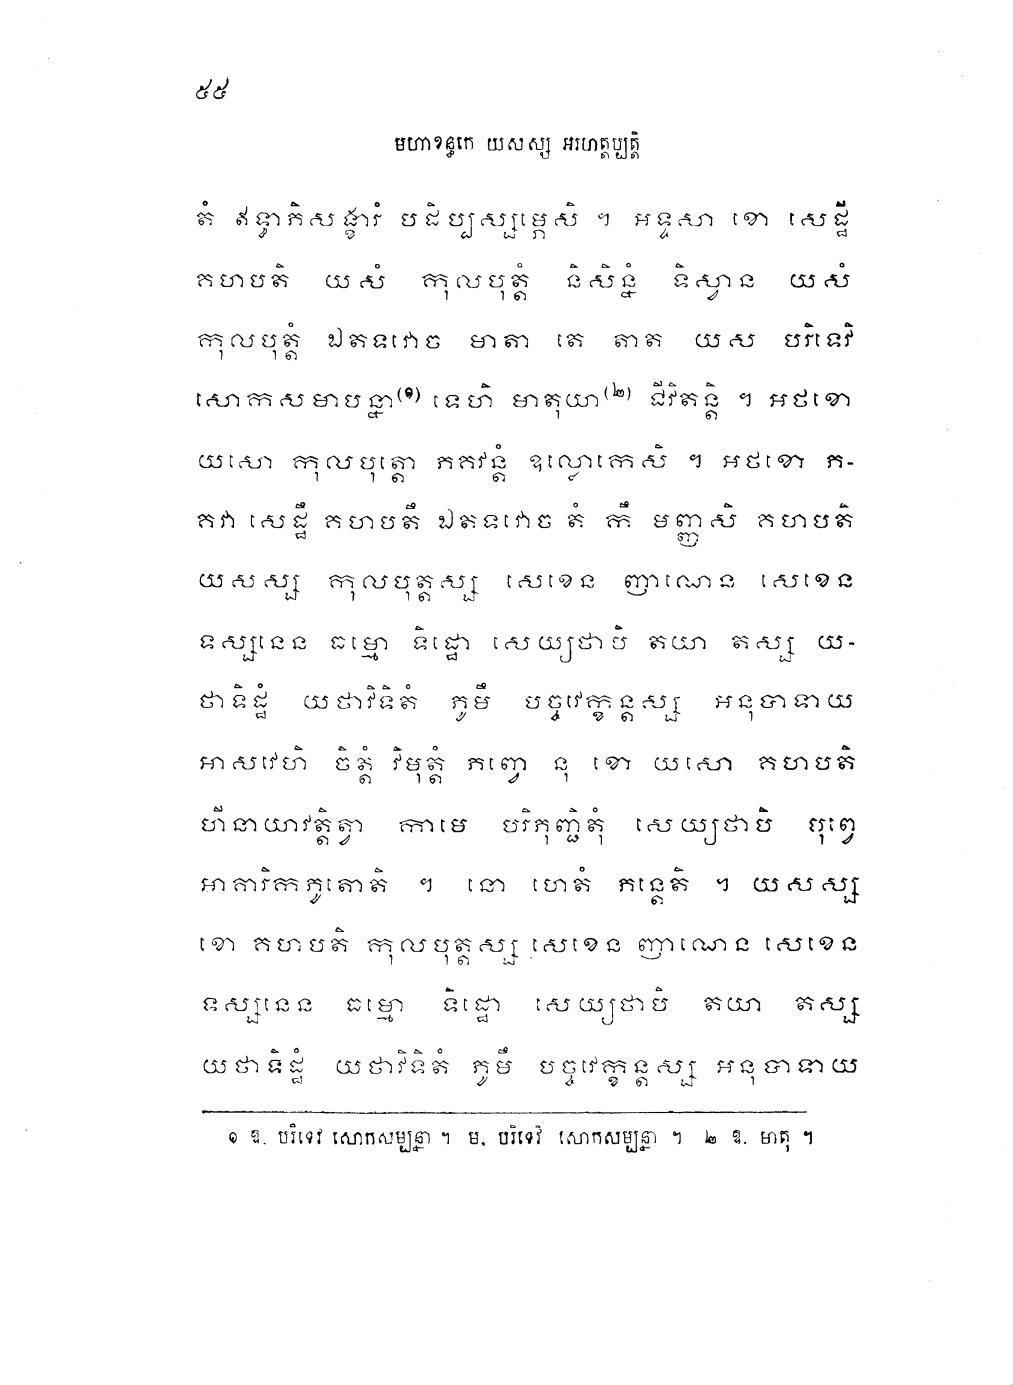 ៥៥
មហាខន្ធកេ យសស្ស អរហត្តប្បត្តិ
តំ ឥទ្ធាភិសង្ខារំ បដិប្បស្សម្ភេសិ ។ អទ្ទសា ខោ សេដ្ឋី
គហបតិ យសំ កុលបុត្តំ និសិន្នំ ទិស្វាន យសំ
កុលបុត្តំ ឯតទវោច មាតា តេ តាត យស បរិទេវិ
សោកសមាបន្នា(១) ទេហិ មាតុយា(២) ជីវិតន្តិ ។ អថខោ
យសោ កុលបុត្តោ ភគវន្តំ ឧល្លោកេសិ ។ អថខោ ភ-
គវា សេដ្ឋឹ គហបតឹ ឯតទវោច តំ កឹ មញ្ញសិ គហបតិ
យសស្ស កុលបុត្តស្ស សេខេន ញាណេន សេខេន
ទស្សនេន ធម្មោ ទិដ្ឋោ សេយ្យថាបិ តយា តស្ស យ-
ថាទិដ្ឋំ យថាវិទិតំ ភូមឹ បច្ចវេក្ខន្តស្ស អនុបាទាយ
អាសវេហិ ចិត្តំ វិមុត្តំ ភព្វោ នុ ខោ យសោ គហបតិ
ហីនាយាវត្តិត្វា កាមេ បរិភុញ្ជិតុំ សេយ្យថាបិ បុព្វេ
អាគារិកភូតោតិ ។ នោ ហេតំ ភន្តេតិ ។ យសស្ស
ខោ គហបតិ កុលបុត្តស្ស សេខេន ញាណេន សេខេន
ទស្សនេន ធម្មោ ទិដ្ឋោ សេយ្យថាបិ តយា តស្ស
យថាទិដ្ឋំ យថាវិទិតំ ភូមឹ បច្ចវេក្ខន្តស្ស អនុបាទាយ
១ ឱ. បរិទេវ សោកសម្បន្នា ។ ម. បរិទេវិ សោកសម្បន្នា ។ ២ ឱ. មាតុ ។